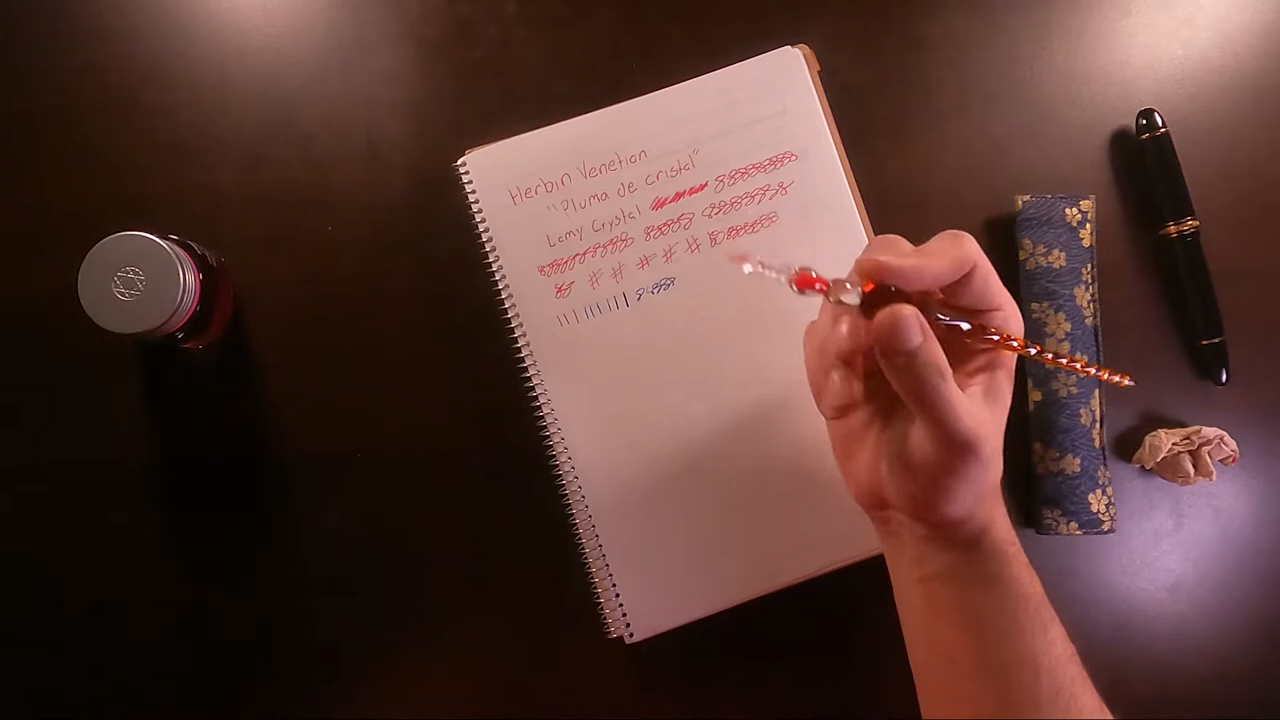 Herbin Venetian
"Pluma de cristal"
Lamy Crystal
# # # # #